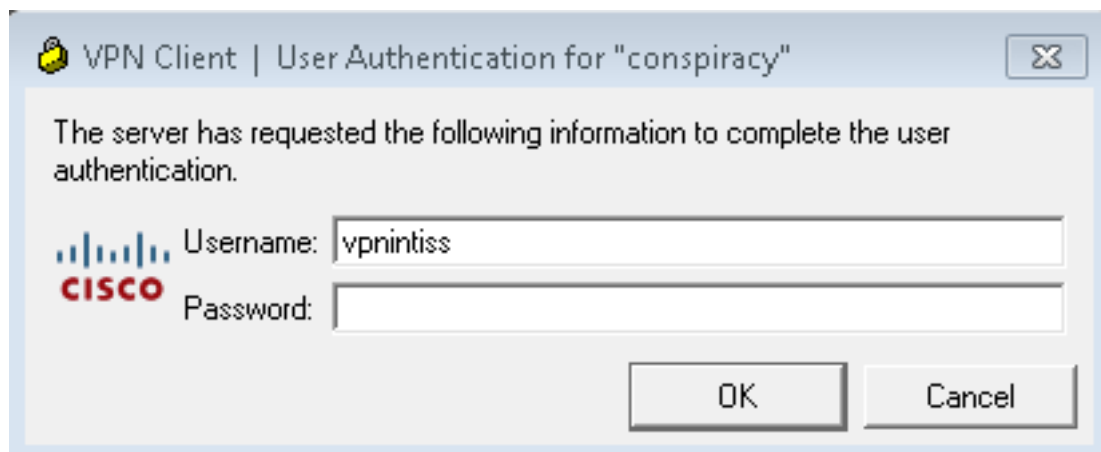 VPN Client | User Authentication for "conspiracy"
The server has requested the following information to complete the user
authentication.
Username: vpnintiss
CISCO
Password:
OK Cancel